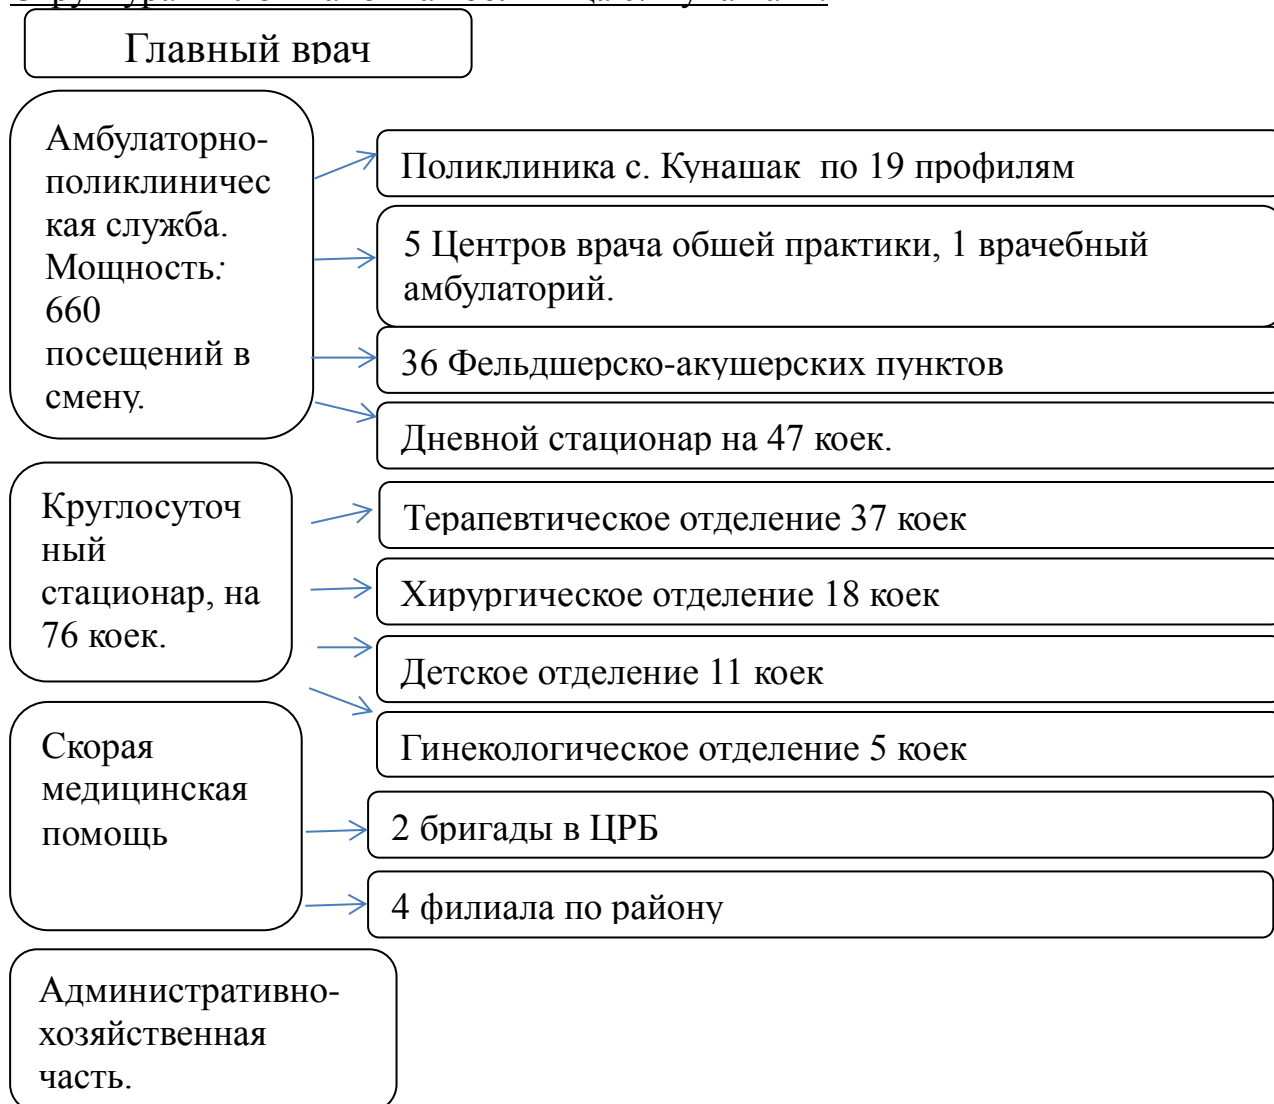 Главный врач
Амбулаторно-
поликлиничес
кая служба.
Мощность:
660
посещений в
смену.
Поликлиника с. Кунашак по 19 профилям
5 Центров врача обшей практики, 1 врачебный
амбулаторий.
36 Фельдшерско-акушерских пунктов
Дневной стационар на 47 коек.
Круглосуточ
ный
стационар, на
76 коек.
Терапевтическое отделение 37 коек
Хирургическое отделение 18 коек
Детское отделение 11 коек
Гинекологическое отделение 5 коек
Скорая
медицинская
помощь
2 бригады в ЦРБ
4 филиала по району
Административно-
хозяйственная
часть.